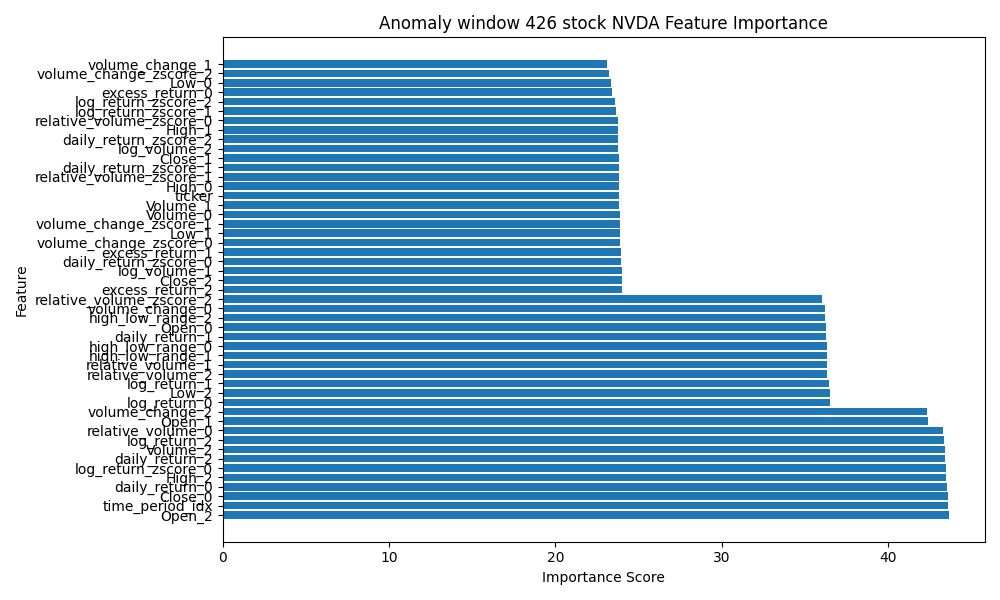 Anomaly window 426 stock NVDA Feature Importance
volume_change_1
volume_change_zscore_2
Low_0
excess_return_0
log_return_zscore_2
log_return_zscore_1
relative_volume_zscore_0
High_1
daily_return_zscore_2
log_volume_2
Close_1
daily_return_zscore_1
relative_volume_zscore_1
High_0
ticker
Volume_1
Volume_0
volume_change_zscore_1
Low_1
volume_change_zscore_0
excess_return_1
daily_return_zscore_0
log_volume_1
Close_2
excess_return_2
relative_volume_zscore_2
volume_change_0
high_low_range_2
Open_0
daily_return_1
high_low_range_0
high_low_range_1
relative_volume_1
relative_volume_2
log_return_1
Low_2
log_return_0
volume_change_2
Open_1
relative_volume_0
log_return_2
Volume_2
daily_return_2
log_return_zscore_0
High_2
daily_return_0
Close_0
time_period_idx
Open_2
Feature
0 10 20 30 40
Importance Score